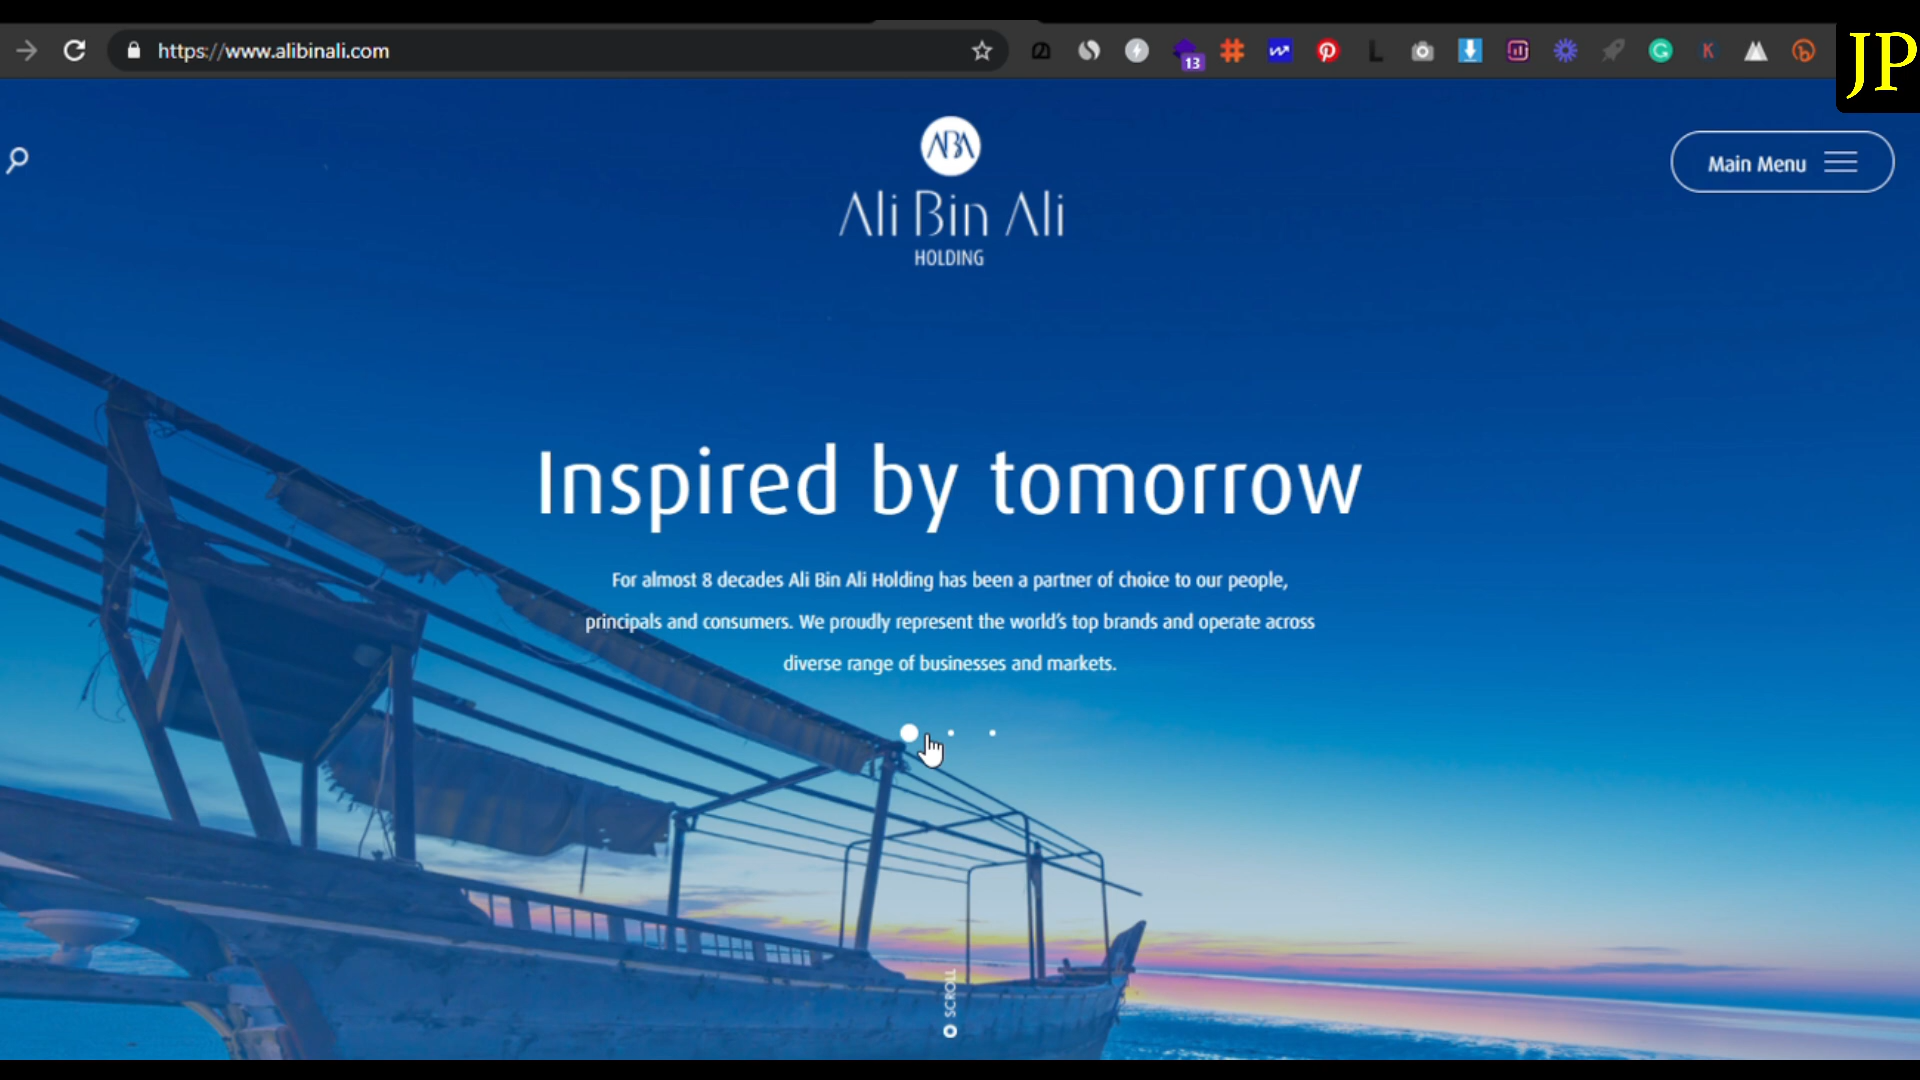 https://www.alibinali.com
13
L
K
JP
ABA
Ali Bin Ali
HOLDING
Main Menu
Inspired by tomorrow
For almost 8 decades Ali Bin Ali Holding has been a partner of choice to our people,
principals and consumers. We proudly represent the world's top brands and operate across
diverse range of businesses and markets.
SCROLL